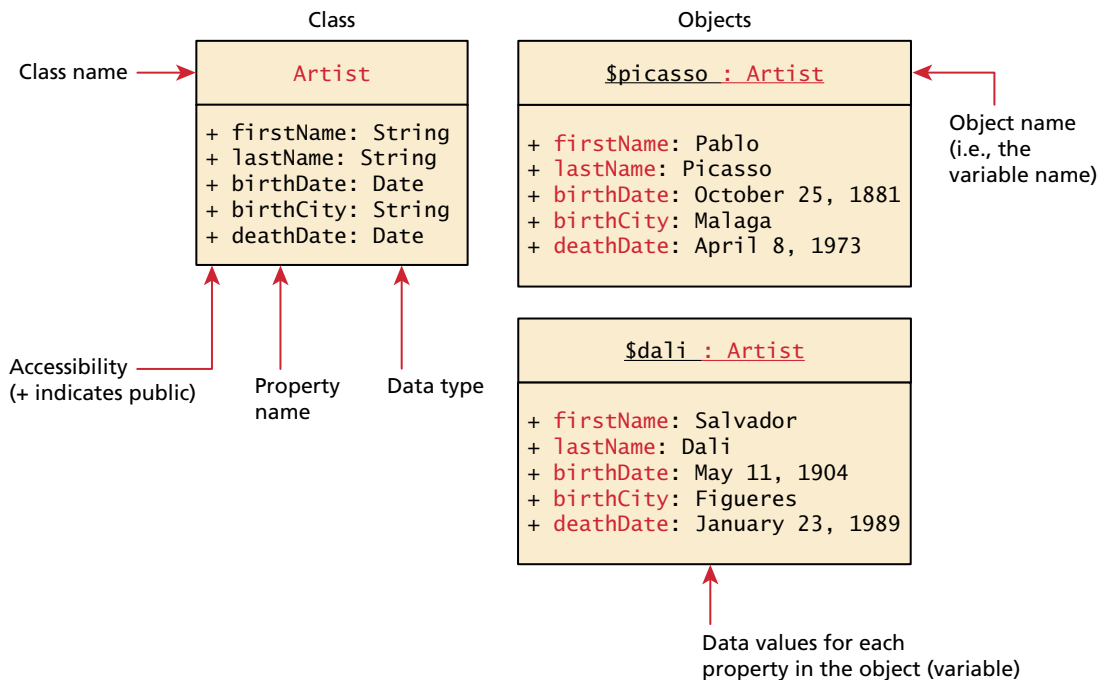 Class
Objects
Class name
Artist
+ firstName: String
+ lastName: String
+ birthDate: Date
+ birthCity: String
+ deathDate: Date
Accessibility
(+ indicates public)
Property
name
Data type
$picasso : Artist
+ firstName: Pablo
+ lastName: Picasso
+ birthDate: October 25, 1881
+ birthCity: Malaga
+ deathDate: April 8, 1973
Object name
(i.e., the
variable name)
$dali : Artist
+ firstName: Salvador
+ lastName: Dali
+ birthDate: May 11, 1904
+ birthCity: Figueres
+ deathDate: January 23, 1989
Data values for each
property in the object (variable)